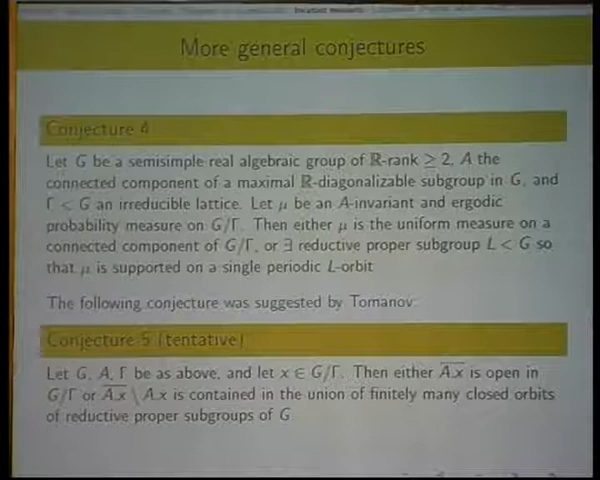 More general conjectures
Conjecture 4
Let G be a semisimple real algebraic group of ℝ-rank ≥ 2, A the
connected component of a maximal ℝ-diagonalizable subgroup in G, and
Γ < G an irreducible lattice. Let μ be an A-invariant and ergodic
probability measure on G/Γ. Then either μ is the uniform measure on a
connected component of G/Γ, or ∃ reductive proper subgroup L < G so
that μ is supported on a single periodic L-orbit
The following conjecture was suggested by Tomanov:
Conjecture 5 (tentative)
Let G, A, Γ be as above, and let x ∈ G/Γ. Then either \overline{A.x} is open in
G/Γ or \overline{A.x} \ A.x is contained in the union of finitely many closed orbits
of reductive proper subgroups of G